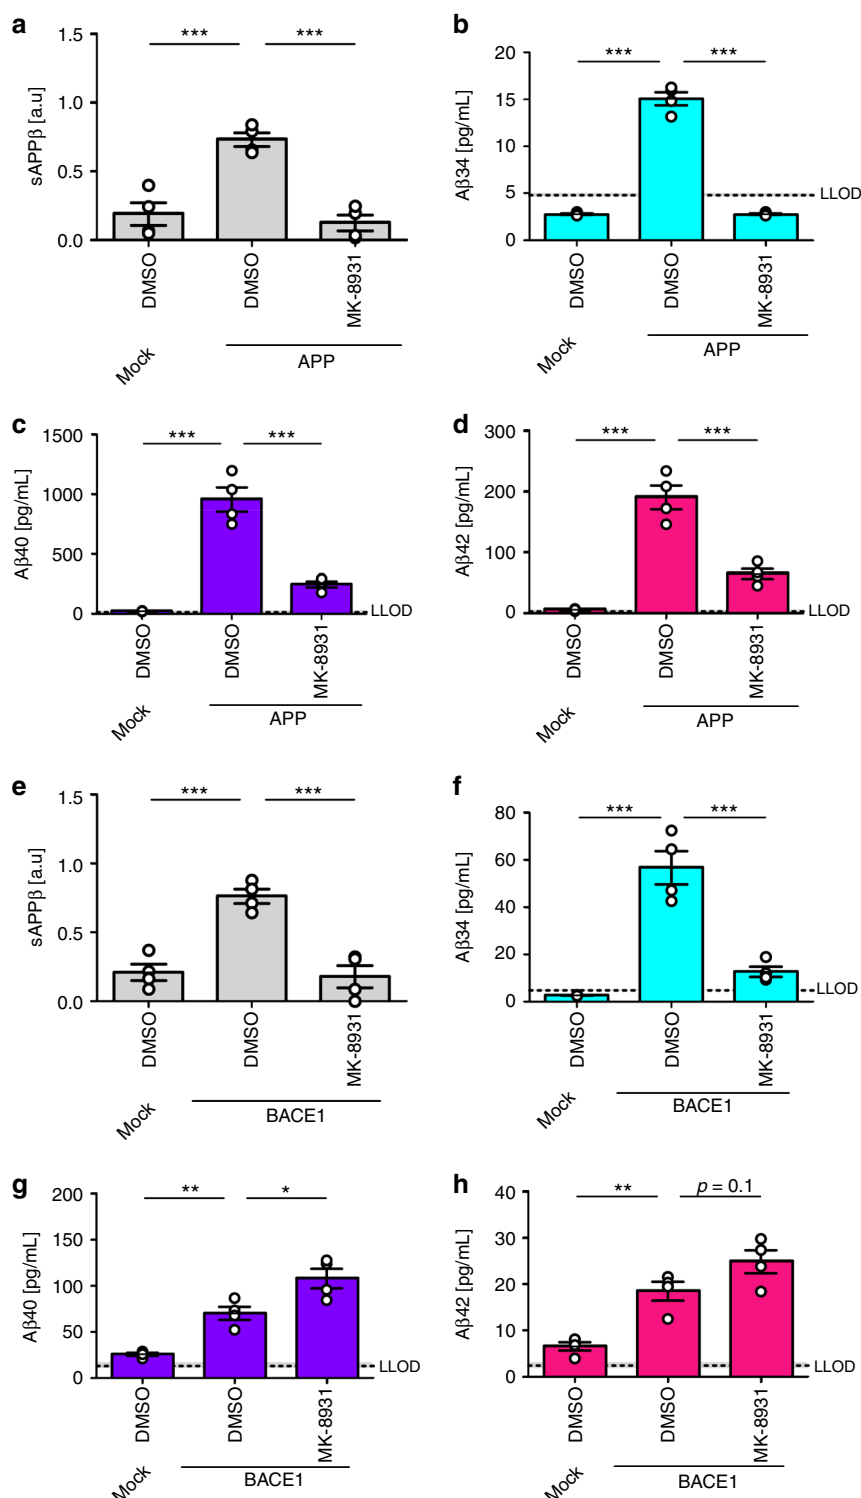 a
sAPPβ [a.u]
1.5
1.0
0.5
0.0
*** ***
DMSO DMSO MK-8931
Mock APP
b
Aβ34 [pg/mL]
20
15
10
5
0
*** ***
LLOD
DMSO DMSO MK-8931
Mock APP
c
Aβ40 [pg/mL]
1500
1000
500
0
*** ***
LLOD
DMSO DMSO MK-8931
Mock APP
d
Aβ42 [pg/mL]
300
200
100
0
*** ***
LLOD
DMSO DMSO MK-8931
Mock APP
e
sAPPβ [a.u]
1.5
1.0
0.5
0.0
*** ***
DMSO DMSO MK-8931
Mock BACE1
f
Aβ34 [pg/mL]
80
60
40
20
0
*** ***
LLOD
DMSO DMSO MK-8931
Mock BACE1
g
Aβ40 [pg/mL]
200
150
100
50
0
** *
LLOD
DMSO DMSO MK-8931
Mock BACE1
h
Aβ42 [pg/mL]
40
30
20
10
0
** p = 0.1
LLOD
DMSO DMSO MK-8931
Mock BACE1